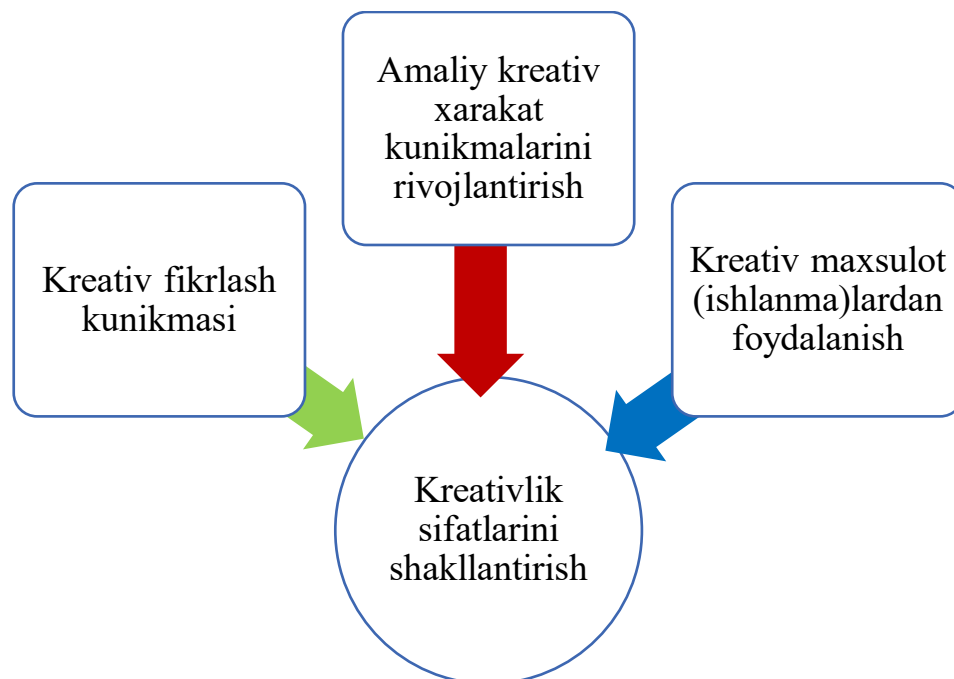 Amaliy kreativ
xarakat
kunikmalarini
rivojlantirish
Kreativ fikrlash
kunikmasi
Kreativ maxsulot
(ishlanma)lardan
foydalanish
Kreativlik
sifatlarini
shakllantirish